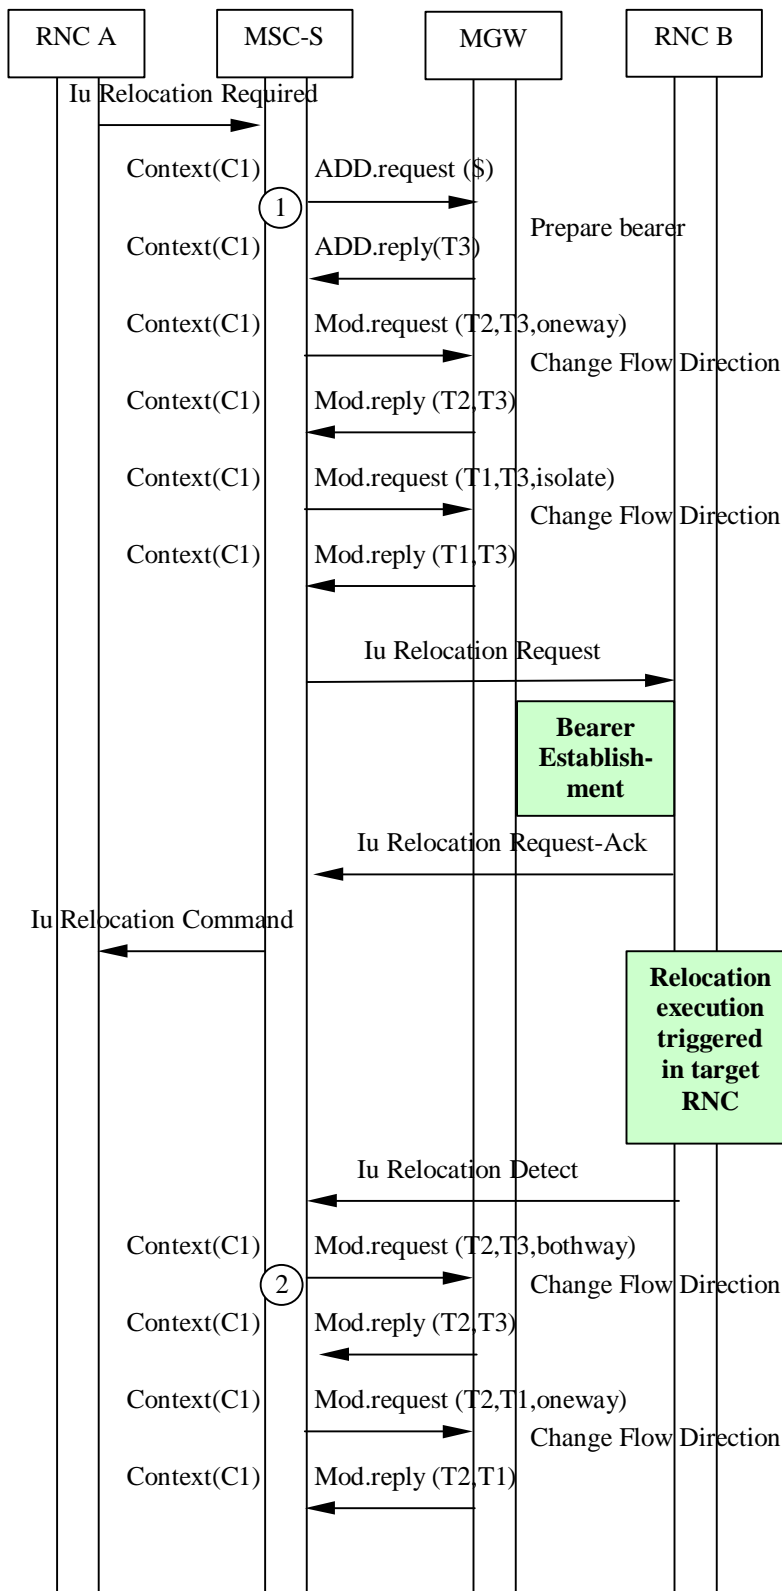 RNC A
MSC-S
MGW
RNC B
Iu Relocation Required
Context(C1)
ADD.request ($)
1
Prepare bearer
Context(C1)
ADD.reply(T3)
Context(C1)
Mod.request (T2,T3,oneway)
Change Flow Direction
Context(C1)
Mod.reply (T2,T3)
Context(C1)
Mod.request (T1,T3,isolate)
Change Flow Direction
Context(C1)
Mod.reply (T1,T3)
Iu Relocation Request
Bearer
Establish-
ment
Iu Relocation Request-Ack
Iu Relocation Command
Relocation
execution
triggered
in target
RNC
Iu Relocation Detect
Context(C1)
Mod.request (T2,T3,bothway)
2
Change Flow Direction
Context(C1)
Mod.reply (T2,T3)
Context(C1)
Mod.request (T2,T1,oneway)
Change Flow Direction
Context(C1)
Mod.reply (T2,T1)